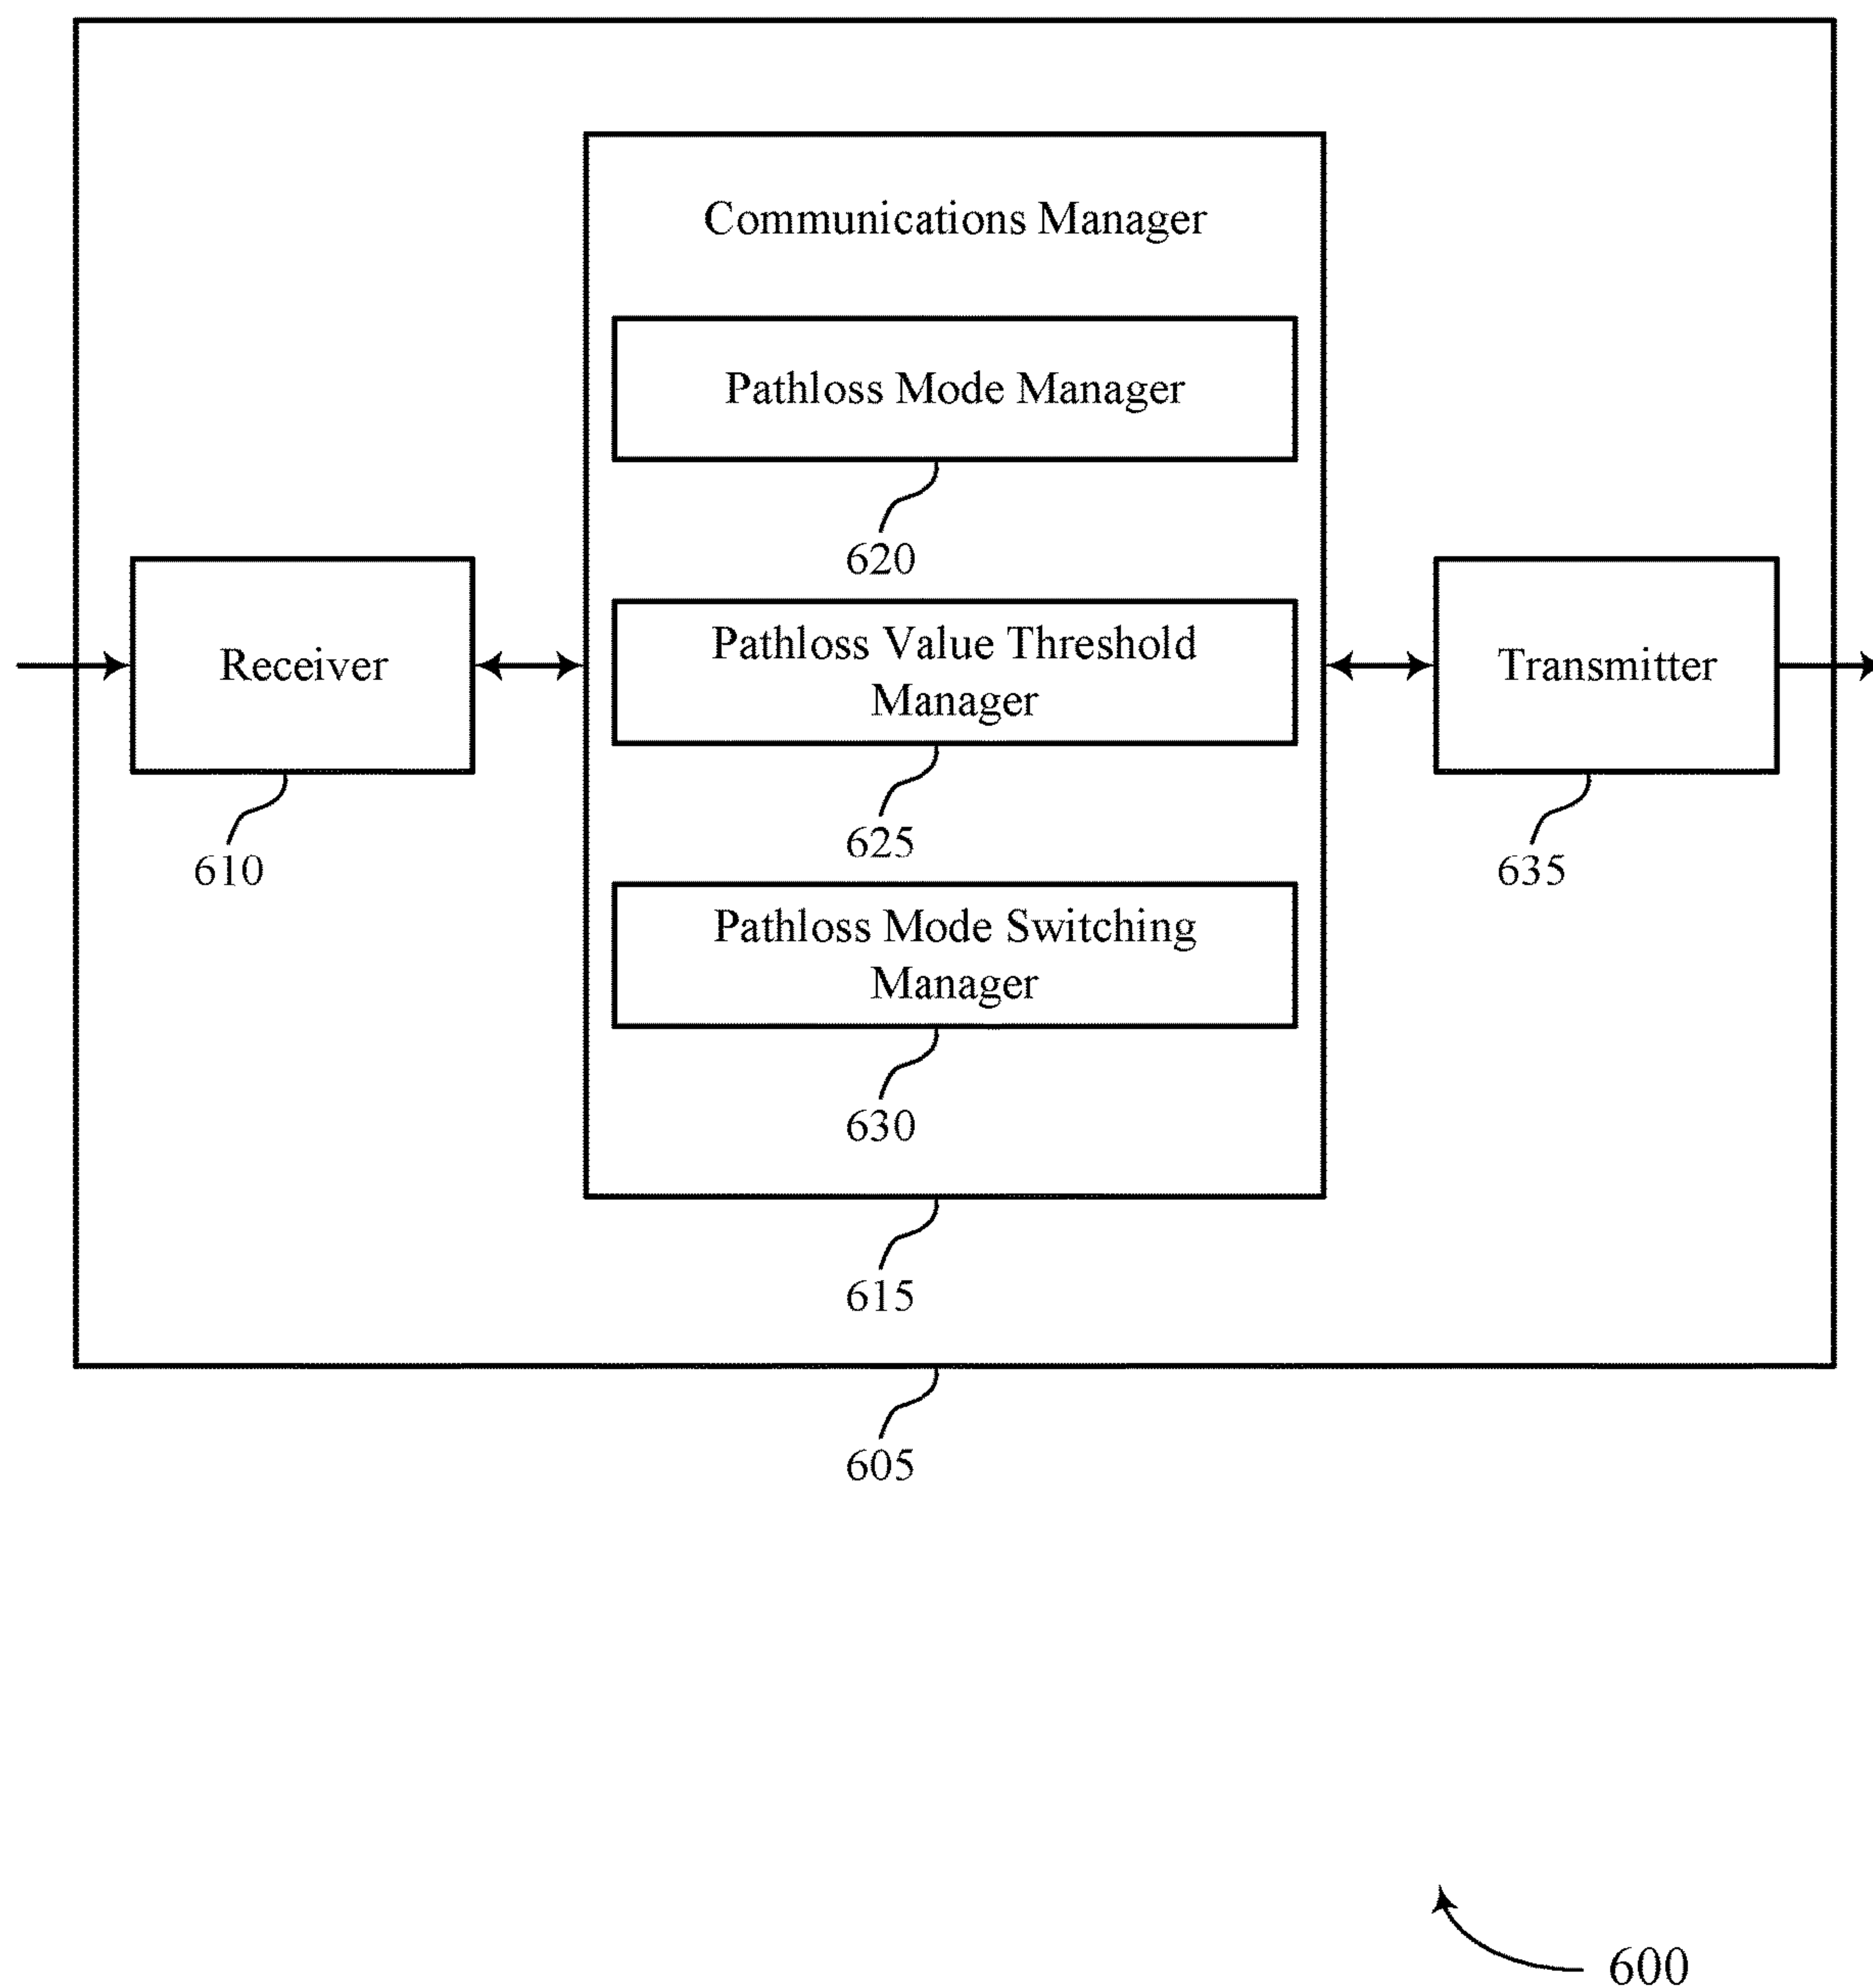 Communications Manager
Pathloss Mode Manager
620
Receiver
610
Pathloss Value Threshold
Manager
625
Transmitter
635
Pathloss Mode Switching
Manager
630
615
605
600